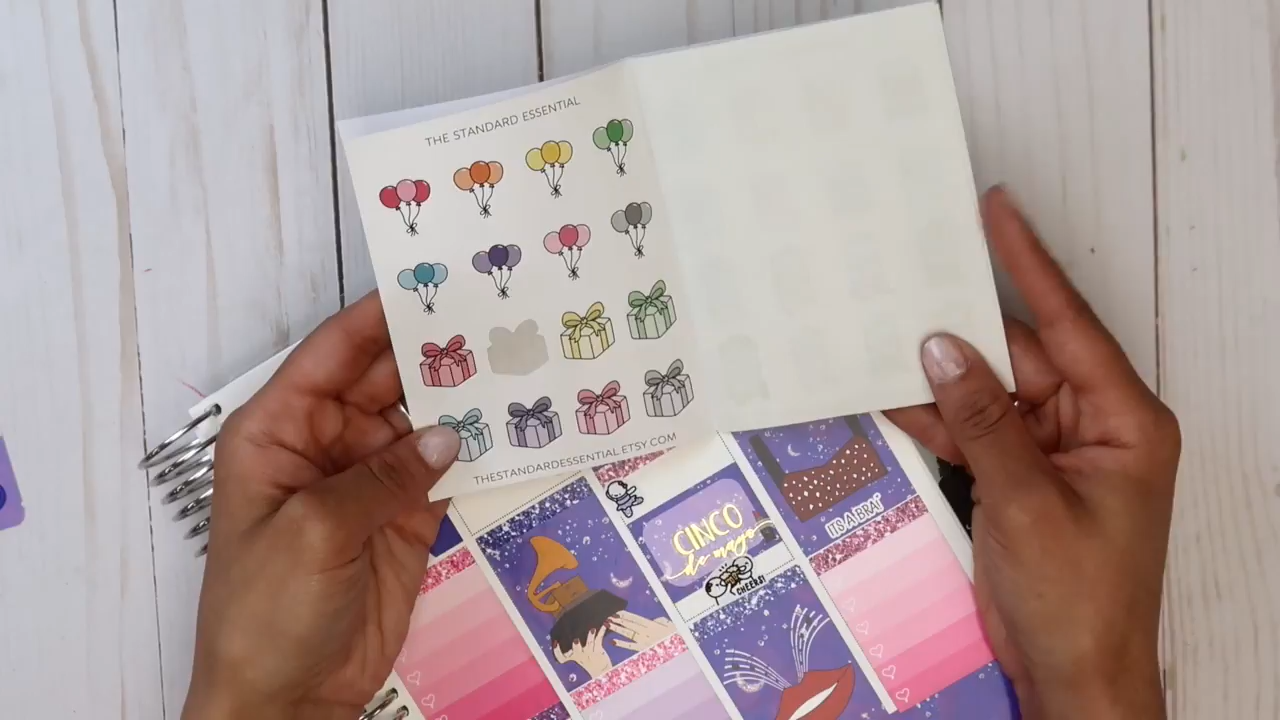 THE STANDARD ESSENTIAL
THESTANDARDESSENTIAL.ETSY.COM
CINCO
de mayo
CHEERS!
IT'S A BRA!